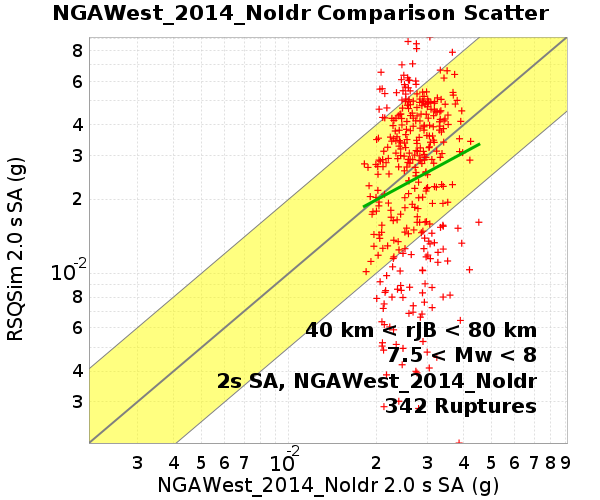 NGAWest_2014_NoIdr Comparison Scatter
8
6
4
3
2
10-2
8
6
4
3
RSQSim 2.0 s SA (g)
40 km < rJB < 80 km
7.5 < Mw < 8
2s SA, NGAWest_2014_NoIdr
342 Ruptures
3 4 5 6 7 10-2 2 3 4 5 6 7 8 9
NGAWest_2014_NoIdr 2.0 s SA (g)